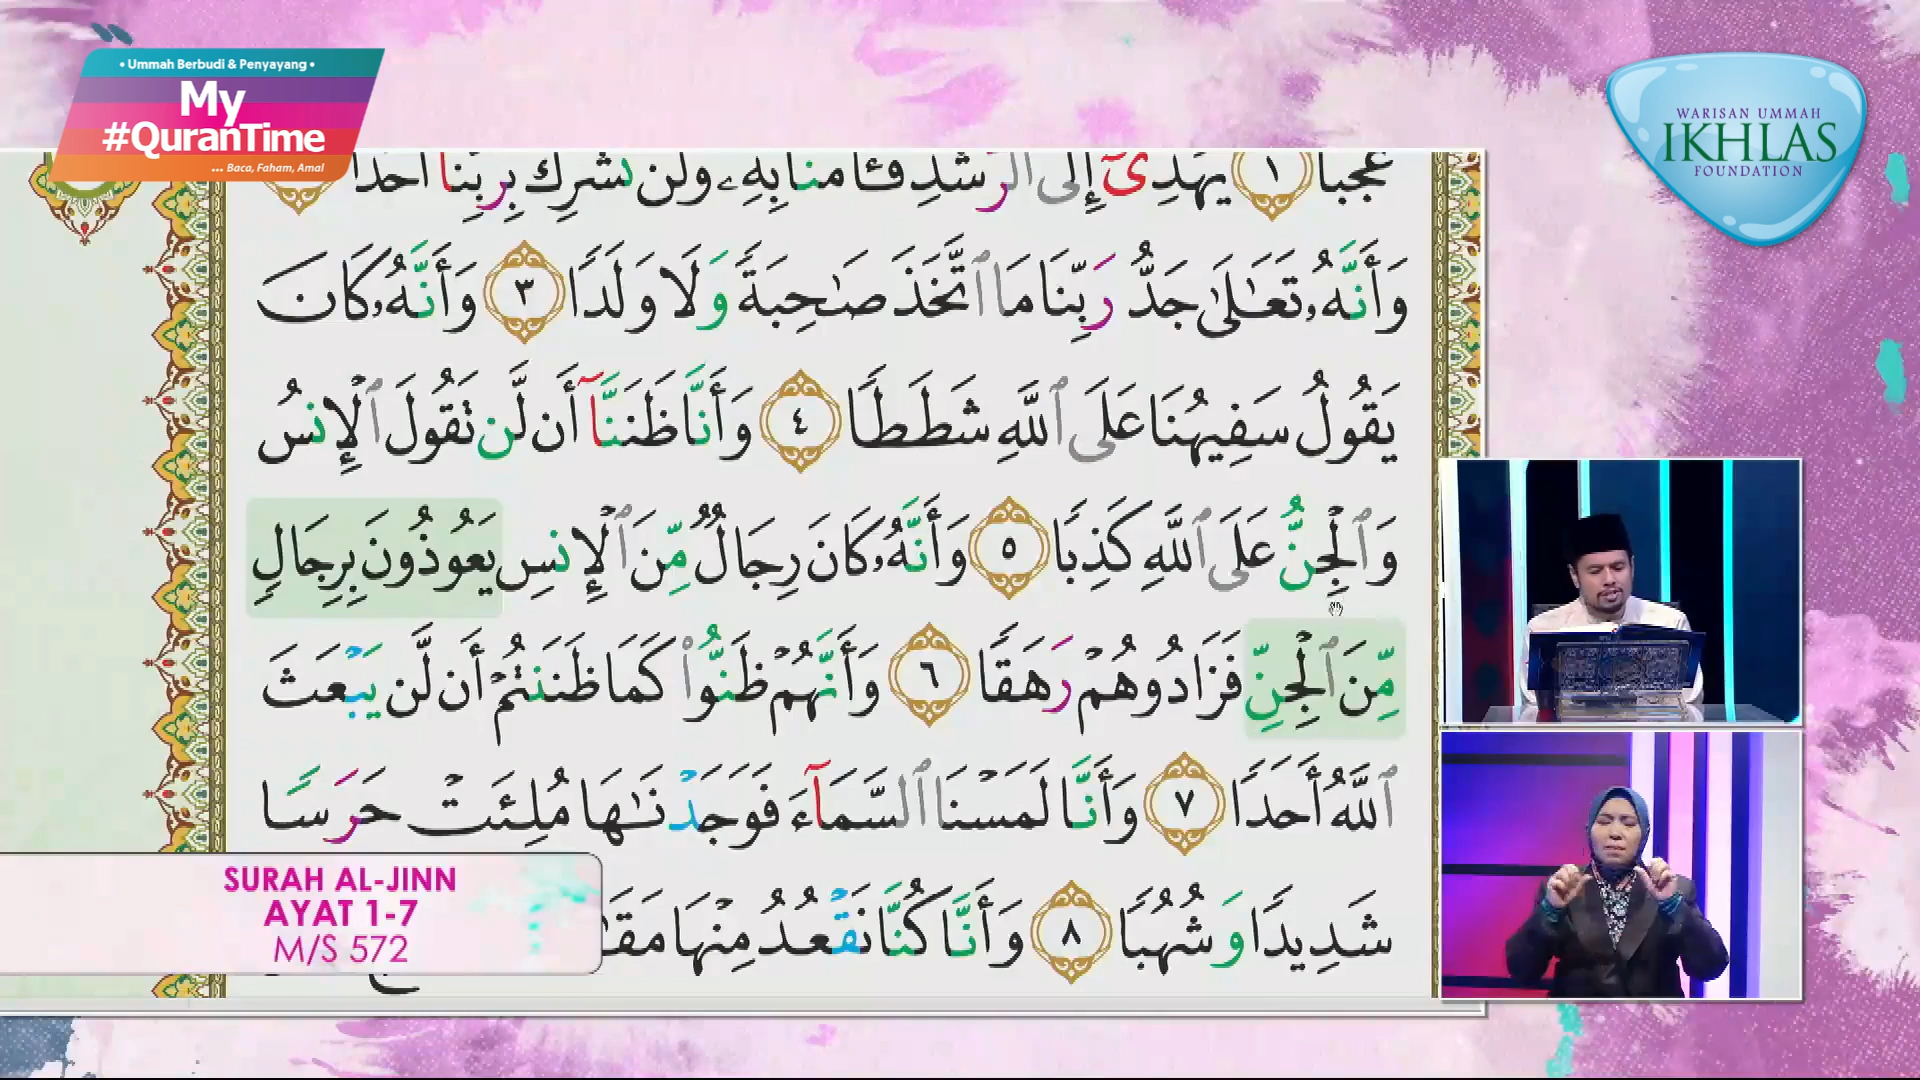 • Ummah Berbudi & Penyayang •
My
#QuranTime
... Baca, Faham, Amal
WARISAN UMMAH
IKHLAS
FOUNDATION
عَجَبًا ١ يَهْدِىٓ إِلَى ٱلرُّشْدِ فَـَٔامَنَّا بِهِۦ وَلَن نُّشْرِكَ بِرَبِّنَآ أَحَدًا
وَأَنَّهُۥ تَعَـٰلَىٰ جَدُّ رَبِّنَا مَا ٱتَّخَذَ صَـٰحِبَةً وَلَا وَلَدًا ٣ وَأَنَّهُۥ كَانَ
يَقُولُ سَفِيهُنَا عَلَى ٱللَّهِ شَطَطًا ٤ وَأَنَّا ظَنَنَّآ أَن لَّن تَقُولَ ٱلْإِنسُ
وَٱلْجِنُّ عَلَى ٱللَّهِ كَذِبًا ٥ وَأَنَّهُۥ كَانَ رِجَالٌ مِّنَ ٱلْإِنسِ يَعُوذُونَ بِرِجَالٍ
مِّنَ ٱلْجِنِّ فَزَادُوهُمْ رَهَقًا ٦ وَأَنَّهُمْ ظَنُّوا۟ كَمَا ظَنَنتُمْ أَن لَّن يَبْعَثَ
ٱللَّهُ أَحَدًا ٧ وَأَنَّا لَمَسْنَا ٱلسَّمَآءَ فَوَجَدْنَـٰهَا مُلِئَتْ حَرَسًا
شَدِيدًا وَشُهُبًا ٨ وَأَنَّا كُنَّا نَقْعُدُ مِنْهَا
SURAH AL-JINN
AYAT 1-7
M/S 572